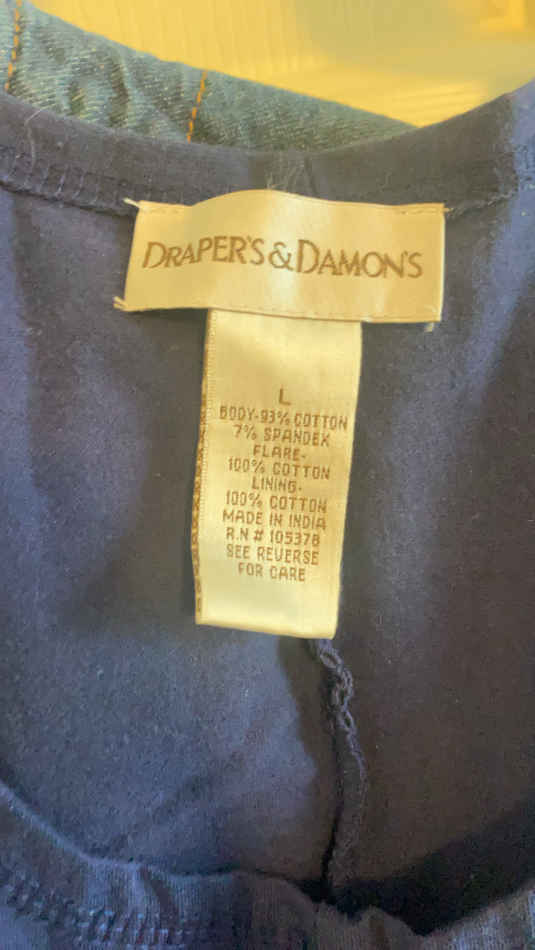 DRAPER'S & DAMON'S
L
BODY-93% COTTON
7% SPANDEX
FLARE-
100% COTTON
LINING-
100% COTTON
MADE IN INDIA
R.N # 105378
SEE REVERSE
FOR CARE